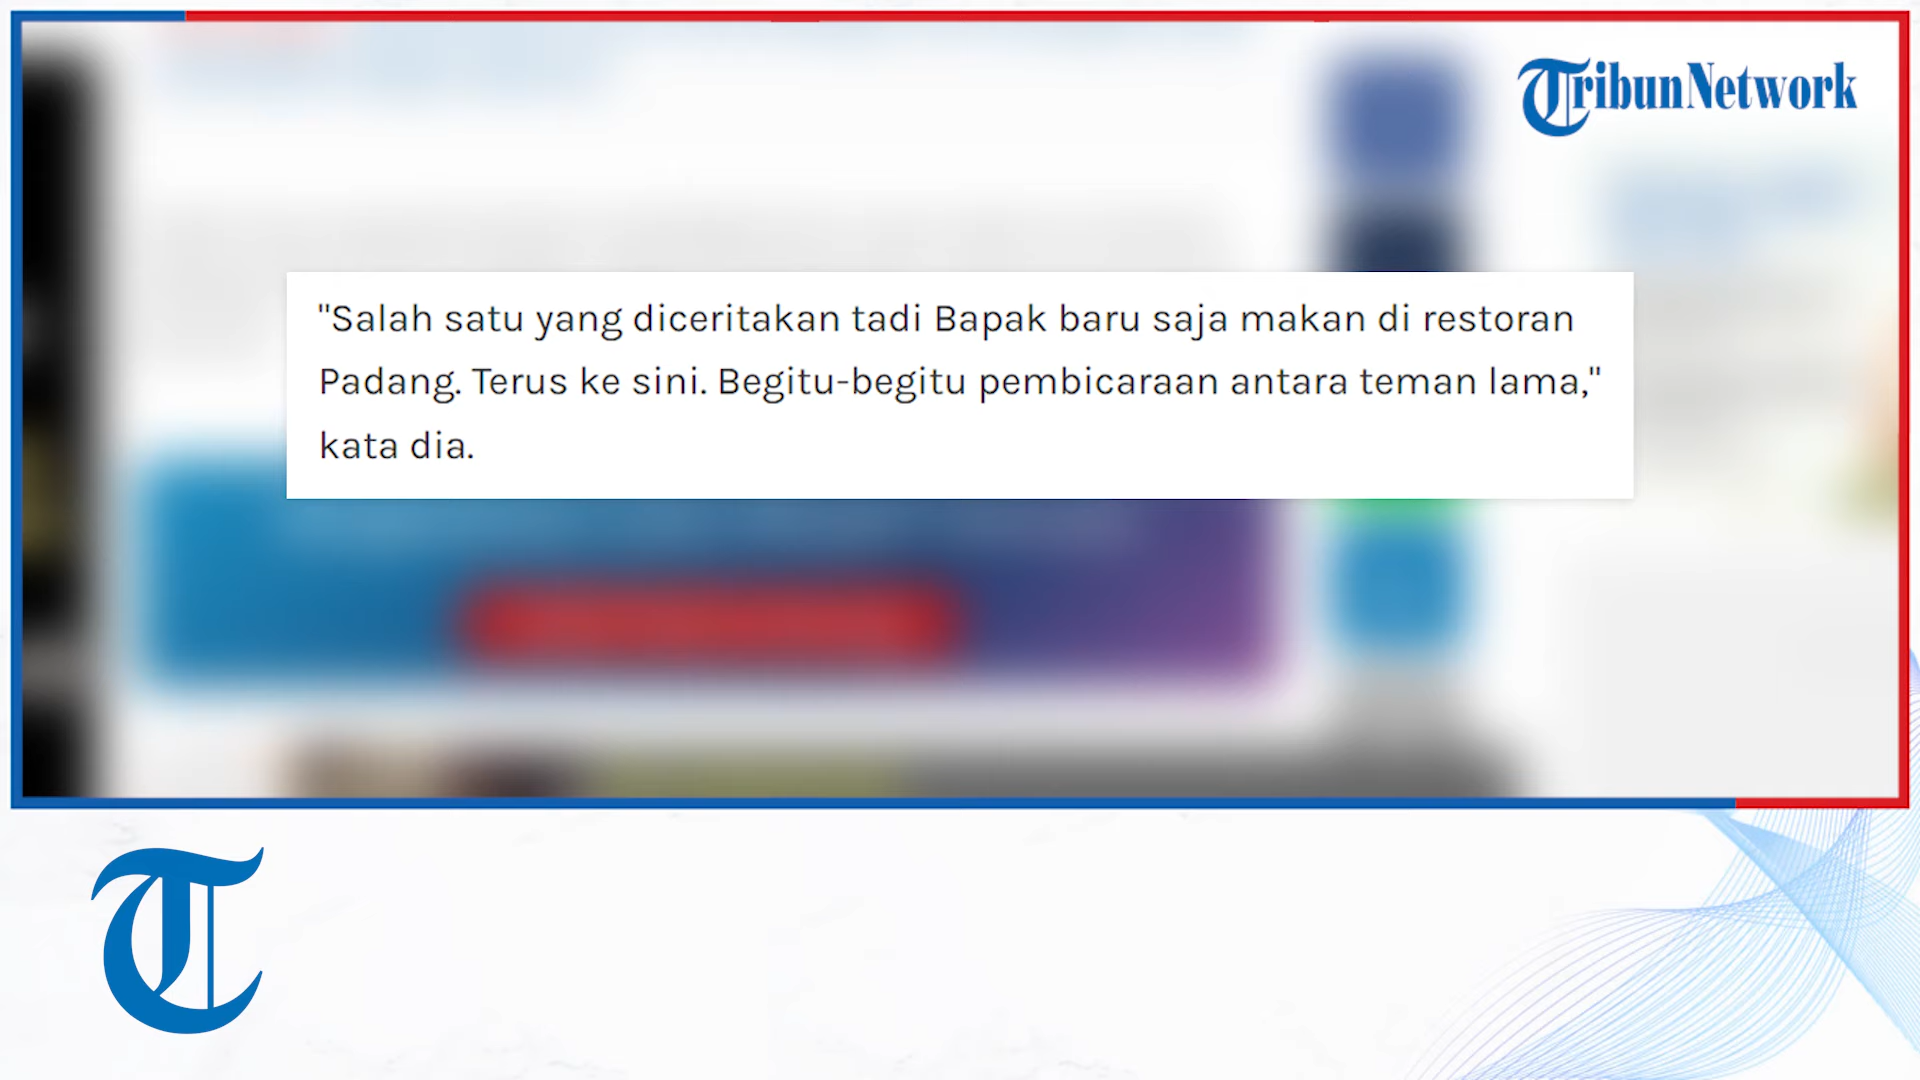 TribunNetwork
"Salah satu yang diceritakan tadi Bapak baru saja makan di restoran
Padang. Terus ke sini. Begitu-begitu pembicaraan antara teman lama,"
kata dia.
T